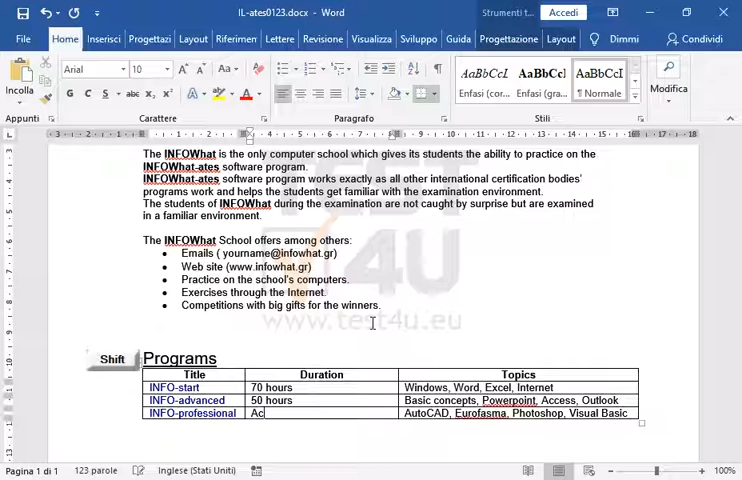 IL-ates0123.docx - Word
Strumenti t...
Accedi
File
Home
Inserisci
Progettazi
Layout
Riferimen
Lettere
Revisione
Visualizza
Sviluppo
Guida
Progettazione
Layout
Dimmi
Condividi
Incolla
Arial
10
Aa
G C S abc x₂ x²
AaBbCcI
AaBbCcI
AaBbCcI
Enfasi (cor...
Enfasi (gra...
¶ Normale
Modifica
Appunti
Carattere
Paragrafo
Stili
The INFOWhat is the only computer school which gives its students the ability to practice on the
INFOWhat-ates software program.
INFOWhat-ates software program works exactly as all other international certification bodies'
programs work and helps the students get familiar with the examination environment.
The students of INFOWhat during the examination are not caught by surprise but are examined
in a familiar environment.
The INFOWhat School offers among others:
• Emails ( yourname@infowhat.gr)
• Web site (www.infowhat.gr)
• Practice on the school's computers.
• Exercises through the Internet.
• Competitions with big gifts for the winners.
TEST
4U
www.test4u.eu
Shift
Programs
Title Duration Topics
INFO-start 70 hours Windows, Word, Excel, Internet
INFO-advanced 50 hours Basic concepts, Powerpoint, Access, Outlook
INFO-professional Ac AutoCAD, Eurofasma, Photoshop, Visual Basic
Pagina 1 di 1
123 parole
Inglese (Stati Uniti)
100%